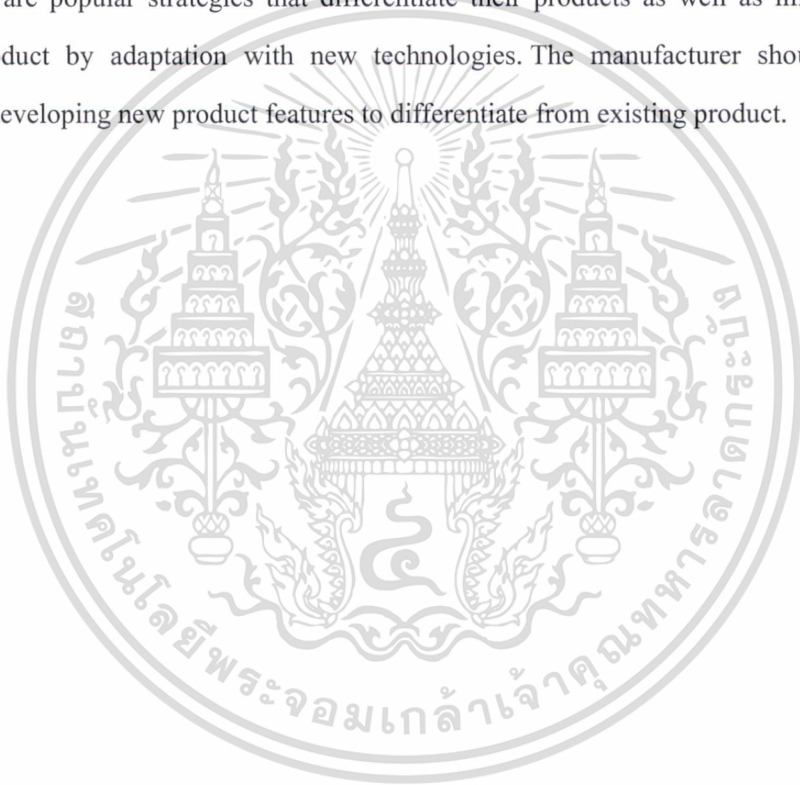 are popular strategies that differentiate their products as well as
duct by adaptation with new technologies. The manufacturer
eveloping new product features to differentiate from existing product.
สถาบันเทคโนโลยีพระจอมเกล้าเจ้าคุณทหารลาดกระบัง
๔